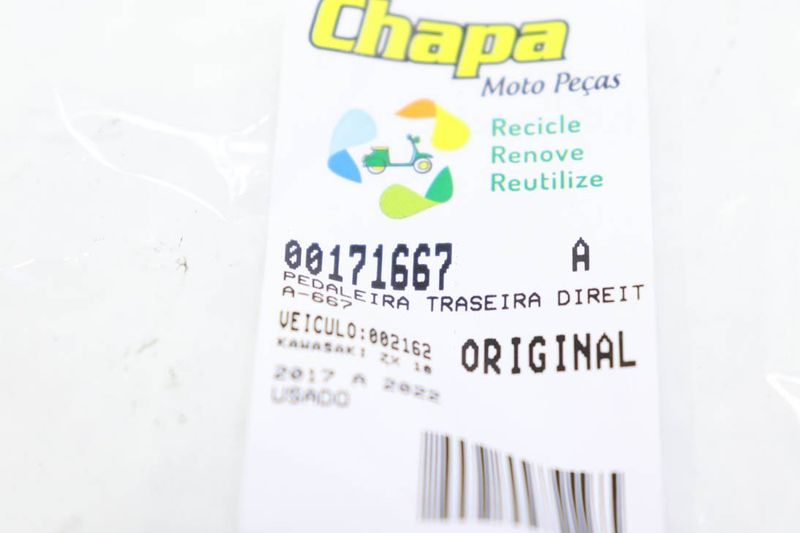 Chapa
Moto Peças
Recicle
Renove
Reutilize
00171667 A
PEDALEIRA TRASEIRA DIREIT
A-667
VEICULO:002162
KAWASAKI ZX 10
ORIGINAL
2017 A 2022
USADO